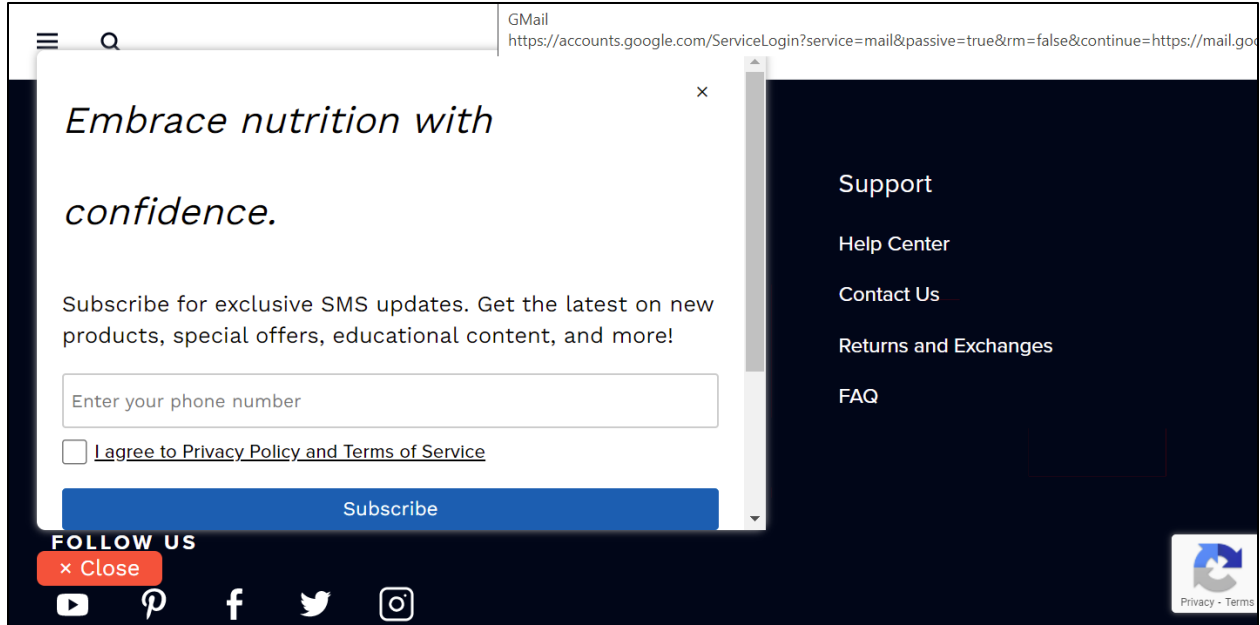 GMail
https://accounts.google.com/ServiceLogin?service=mail&passive=true&rm=false&continue=https://mail.goo
×
Embrace nutrition with
confidence.
Subscribe for exclusive SMS updates. Get the latest on new
products, special offers, educational content, and more!
Enter your phone number
I agree to Privacy Policy and Terms of Service
Subscribe
Support
Help Center
Contact Us
Returns and Exchanges
FAQ
FOLLOW US
× Close
Privacy - Terms